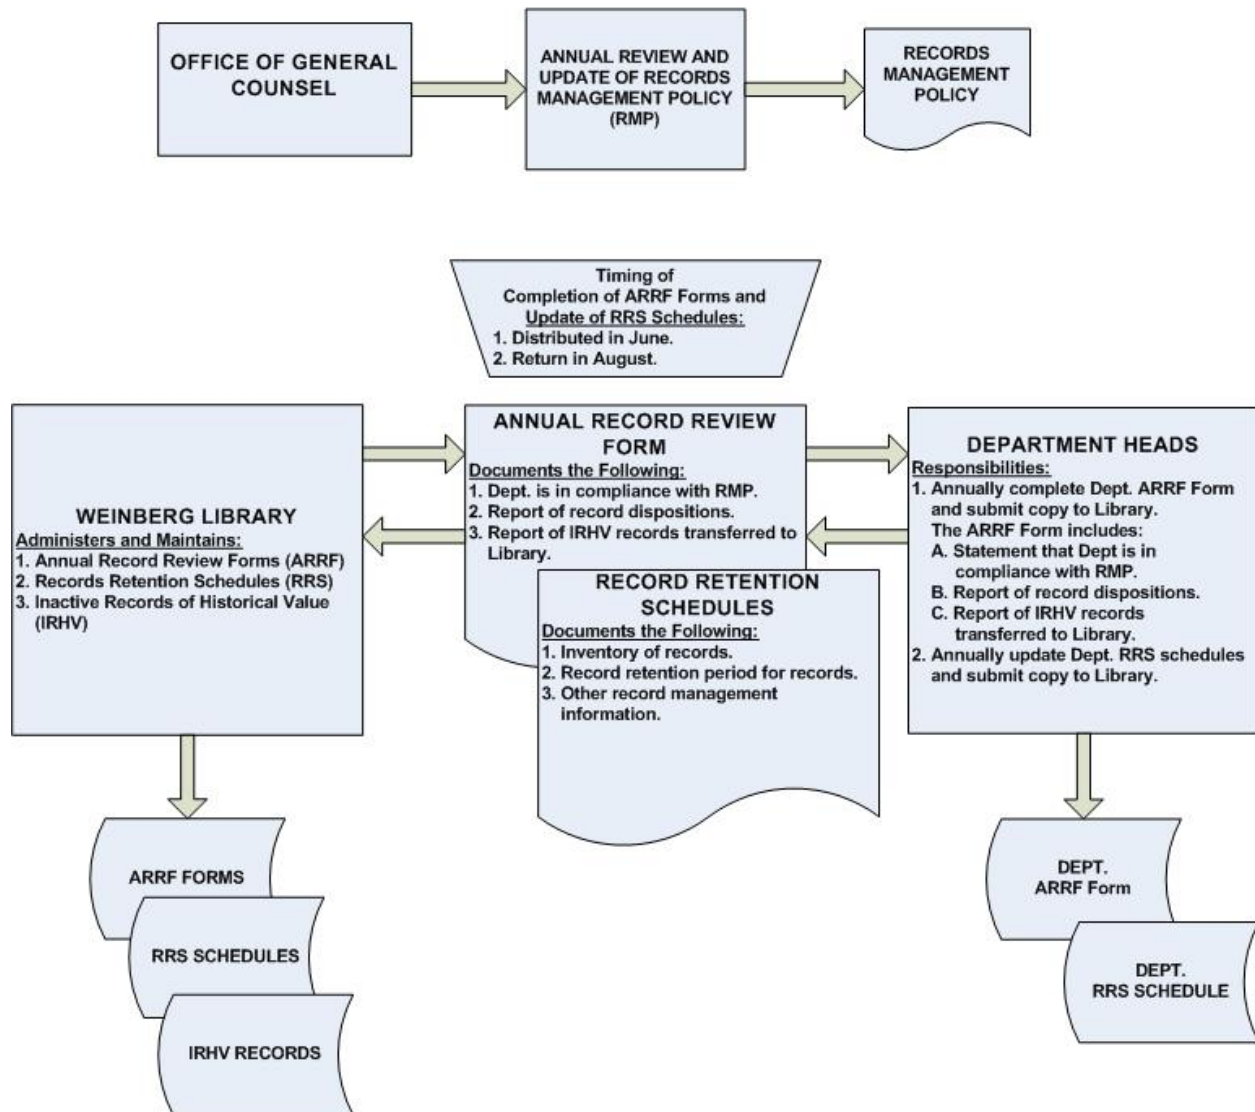 OFFICE OF GENERAL
COUNSEL
ANNUAL REVIEW AND
UPDATE OF RECORDS
MANAGEMENT POLICY
(RMP)
RECORDS
MANAGEMENT
POLICY
Timing of
Completion of ARRF Forms and
Update of RRS Schedules:
1. Distributed in June.
2. Return in August.
WEINBERG LIBRARY
Administers and Maintains:
1. Annual Record Review Forms (ARRF)
2. Records Retention Schedules (RRS)
3. Inactive Records of Historical Value
(IRHV)
ANNUAL RECORD REVIEW
FORM
Documents the Following:
1. Dept. is in compliance with RMP.
2. Report of record dispositions.
3. Report of IRHV records transferred to
Library.
RECORD RETENTION
SCHEDULES
Documents the Following:
1. Inventory of records.
2. Record retention period for records.
3. Other record management
information.
DEPARTMENT HEADS
Responsibilities:
1. Annually complete Dept. ARRF Form
and submit copy to Library.
The ARRF Form includes:
A. Statement that Dept is in
compliance with RMP.
B. Report of record dispositions.
C. Report of IRHV records
transferred to Library.
2. Annually update Dept. RRS schedules
and submit copy to Library.
ARRF FORMS
RRS SCHEDULES
IRHV RECORDS
DEPT.
ARRF Form
DEPT.
RRS SCHEDULE